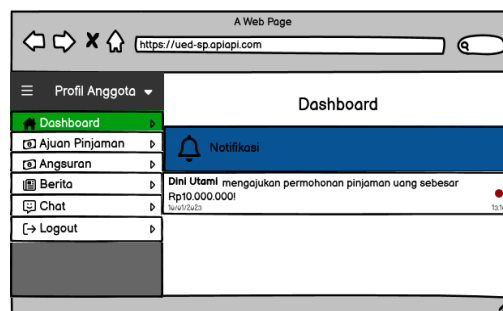 A Web Page
https://ued-sp.apiapi.com
Profil Anggota
Dashboard
Dashboard
Ajuan Pinjaman
Notifikasi
Angsuran
Berita
Dini Utami mengajukan permohonan pinjaman uang sebesar
Rp10.000.000!
Chat
Logout